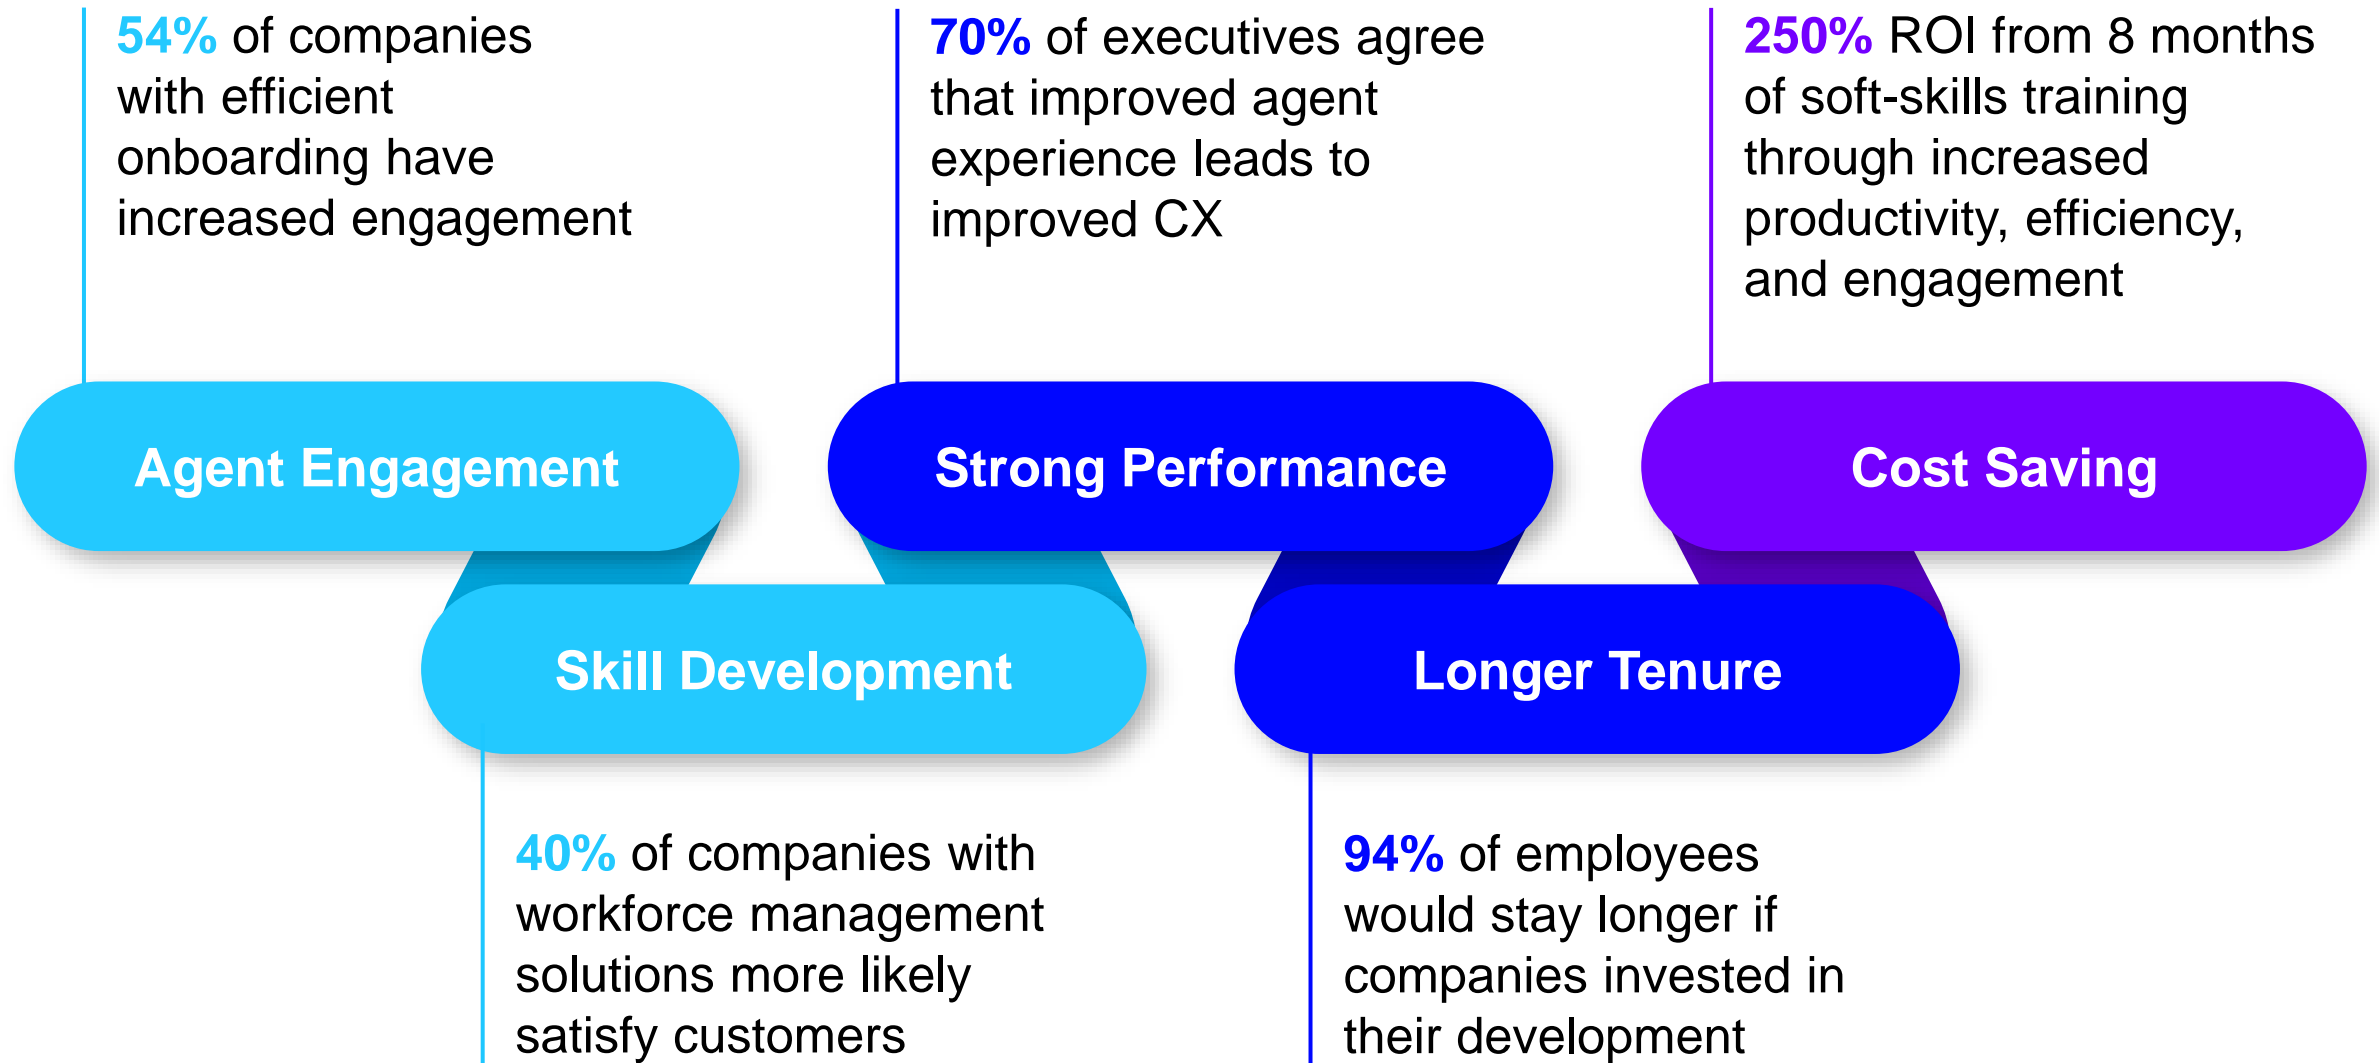 54% of companies
with efficient
onboarding have
increased engagement
70% of executives agree
that improved agent
experience leads to
improved CX
250% ROI from 8 months
of soft-skills training
through increased
productivity, efficiency,
and engagement
Agent Engagement
Strong Performance
Cost Saving
Skill Development
Longer Tenure
40% of companies with
workforce management
solutions more likely
satisfy customers
94% of employees
would stay longer if
companies invested in
their development